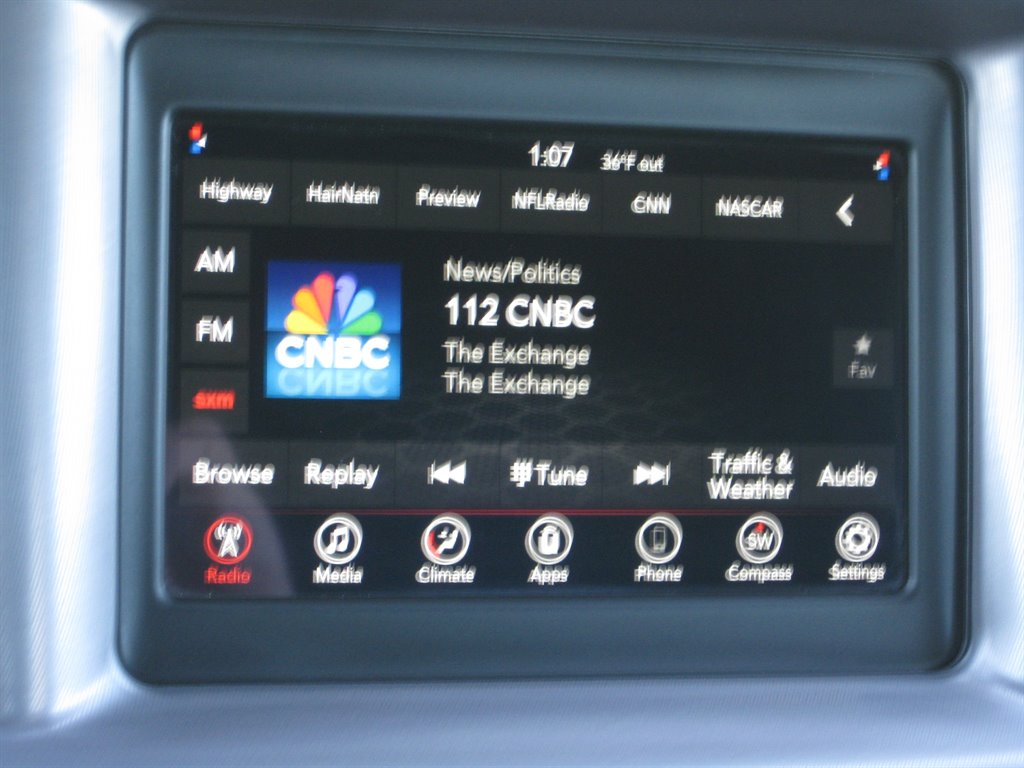 1:07 36°F out
Highway HairNatn Preview NFLRadio CNN NASCAR
AM
FM
sxm
CNBC
News/Politics
112 CNBC
The Exchange
The Exchange
Fav
Browse Replay Tune Traffic & Weather Audio
SW
Radio Media Climate Apps Phone Compass Settings